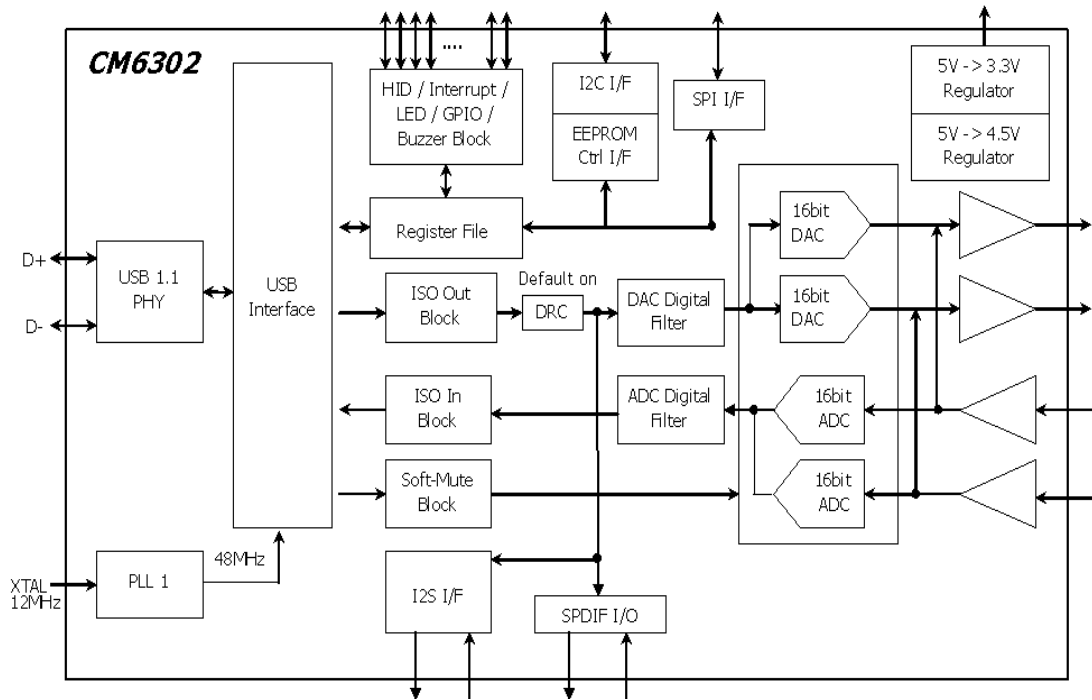 CM6302
....
HID / Interrupt /
LED / GPIO /
Buzzer Block
I2C I/F
EEPROM
Ctrl I/F
SPI I/F
5V -> 3.3V
Regulator
5V -> 4.5V
Regulator
Register File
16bit
DAC
D+
D-
USB 1.1
PHY
USB
Interface
ISO Out
Block
Default on
DRC
DAC Digital
Filter
16bit
DAC
ISO In
Block
ADC Digital
Filter
16bit
ADC
Soft-Mute
Block
16bit
ADC
XTAL
12MHz
PLL 1
48MHz
I2S I/F
SPDIF I/O